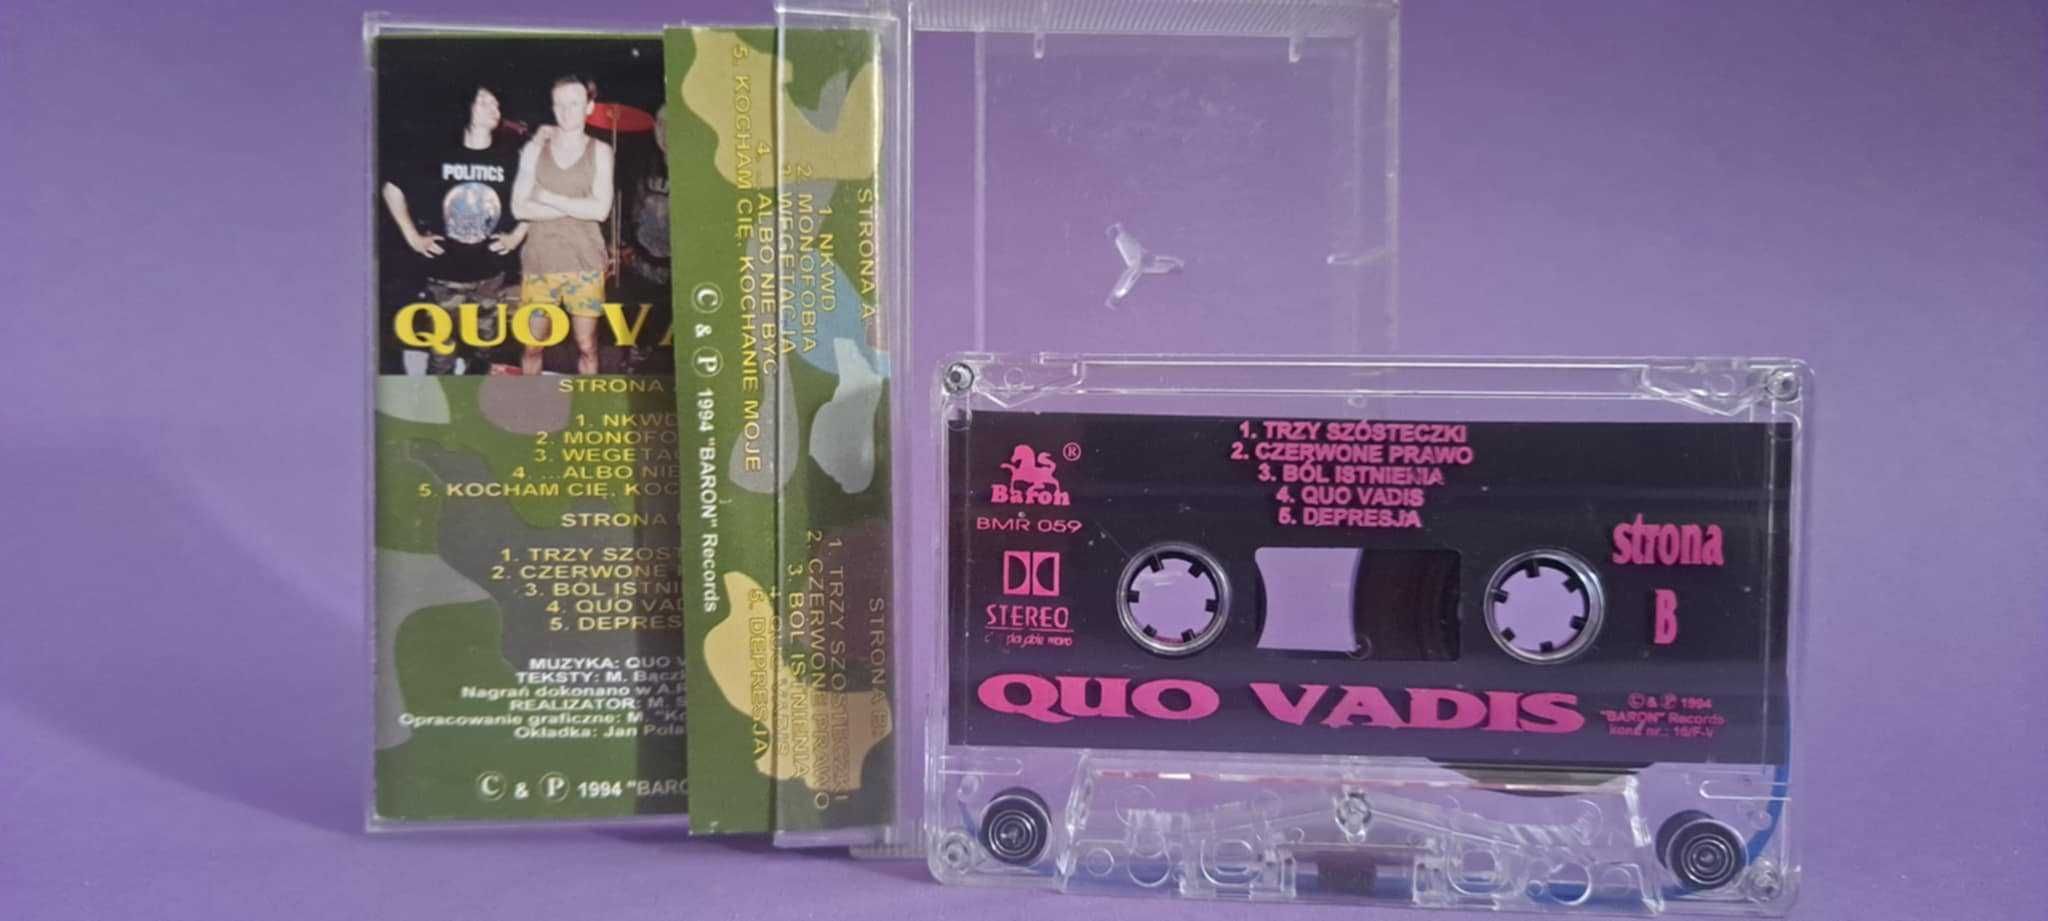 POLITICS
QUO VA
STRONA
1. NKWD
2. MONOFO
3. WEGETAC
4. ...ALBO NIE
5. KOCHAM CIĘ, KOC
STRONA
1. TRZY SZOST
2. CZERWONE
3. BÓL ISTNI
4. QUO VAD
5. DEPRES
MUZYKA: QUO V
TEKSTY: M. Bączk
Nagrań dokonano w A.R
REALIZATOR: M. S
Opracowanie graficzne: M. "Ko
Okładka: Jan Pola
© & ℗ 1994 "BARO
STRONA A.
1. NKWD
2. MONOFOBIA
3. WEGETACJA
4. ...ALBO NIE BYĆ
5. KOCHAM CIĘ, KOCHANIE MOJE
STRONA B.
1. TRZY SZOSTECZKI
2. CZERWONE PRAWO
3. BÓL ISTNIENIA
4. QUO VADIS
5. DEPRESJA
© & ℗ 1994 "BARON" Records
1. TRZY SZÓSTECZKI
2. CZERWONE PRAWO
3. BÓL ISTNIENIA
4. QUO VADIS
5. DEPRESJA
Baron ®
BMR 059
STEREO
strona
B
QUO VADIS
©& ℗ 1994
"BARON" Records